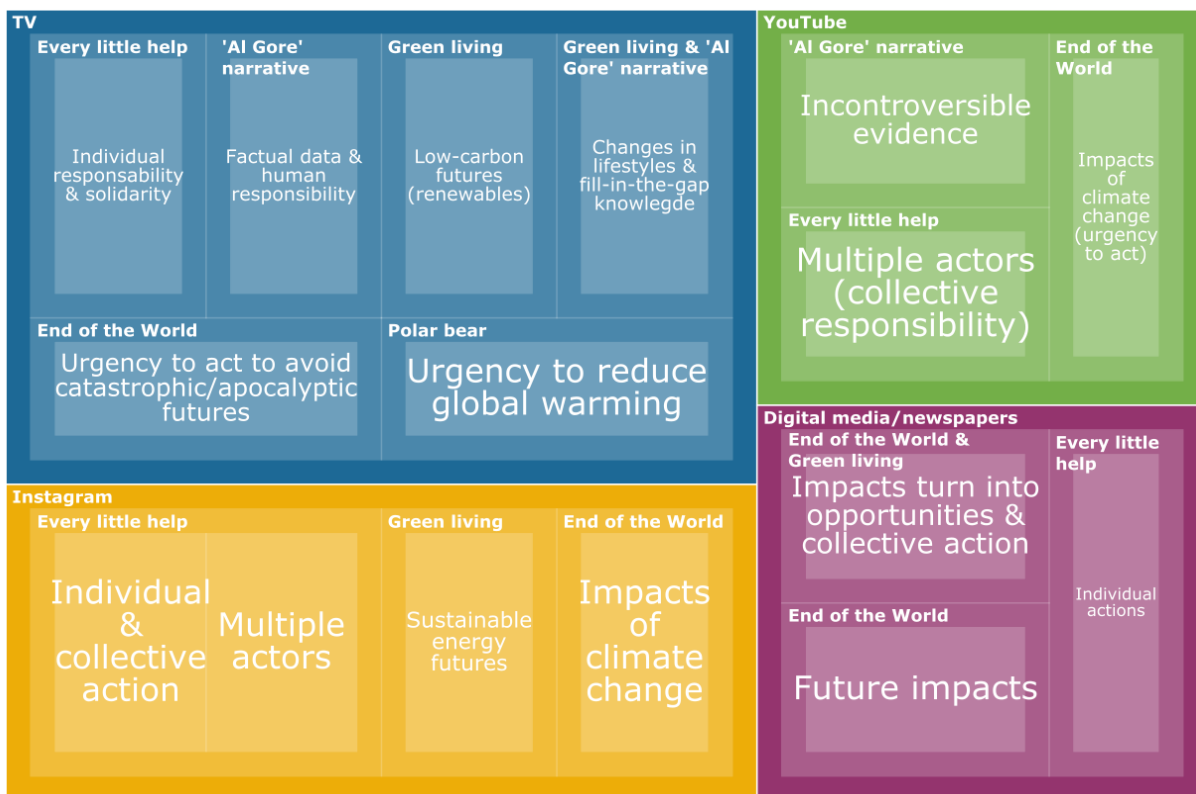 TV
Every little help
Individual
responsability
& solidarity
'Al Gore'
narrative
Factual data &
human
responsibility
Green living
Low-carbon
futures
(renewables)
Green living & 'Al
Gore' narrative
Changes in
lifestyles &
fill-in-the-gap
knowlegde
End of the World
Urgency to act to avoid
catastrophic/apocalyptic
futures
Polar bear
Urgency to reduce
global warming
YouTube
'Al Gore' narrative
Incontroversible
evidence
Every little help
Multiple actors
(collective
responsibility)
End of the
World
Impacts
of
climate
change
(urgency
to act)
Instagram
Every little help
Individual
&
collective
action
Multiple
actors
Green living
Sustainable
energy
futures
End of the World
Impacts
of
climate
change
Digital media/newspapers
End of the World &
Green living
Impacts turn into
opportunities &
collective action
End of the World
Future impacts
Every little
help
Individual
actions